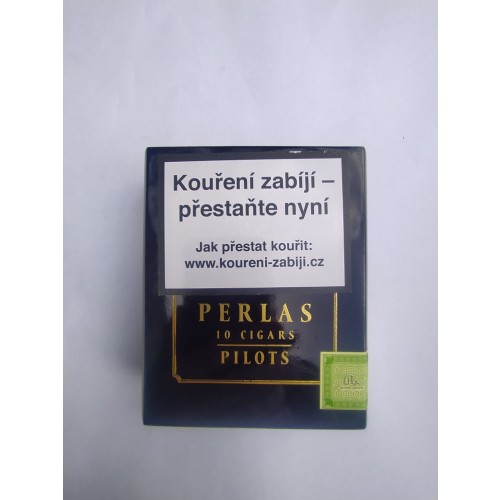 Kouření zabíjí –
přestaňte nyní
Jak přestat kouřit:
www.koureni-zabiji.cz
PERLAS
10 CIGARS
PILOTS